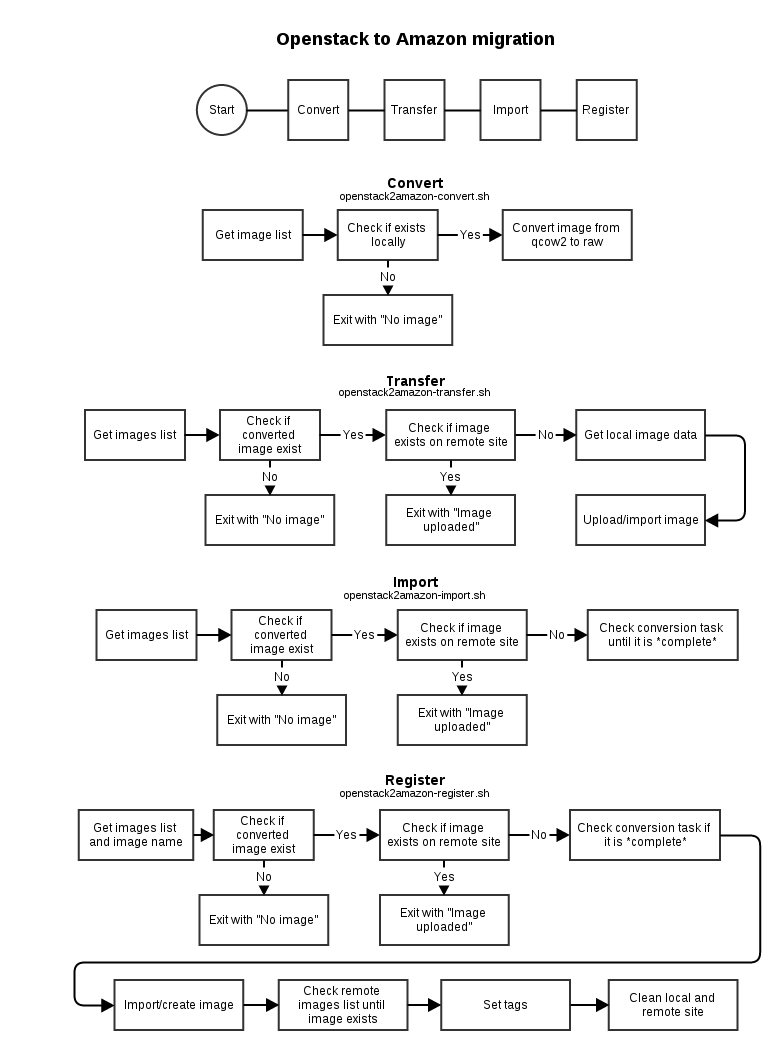 Openstack to Amazon migration
Start
Convert
Transfer
Import
Register
Convert
openstack2amazon-convert.sh
Get image list
Check if exists
locally
Yes
Convert image from
qcow2 to raw
No
Exit with "No image"
Transfer
openstack2amazon-transfer.sh
Get images list
Check if
converted
image exist
Yes
Check if image
exists on remote site
No
Get local image data
No
Exit with "No image"
Yes
Exit with "Image
uploaded"
Upload/import image
Import
openstack2amazon-import.sh
Get images list
Check if
converted
image exist
Yes
Check if image
exists on remote site
No
Check conversion task
until it is *complete*
No
Exit with "No image"
Yes
Exit with "Image
uploaded"
Register
openstack2amazon-register.sh
Get images list
and image name
Check if
converted
image exist
Yes
Check if image
exists on remote site
No
Check conversion task if
it is *complete*
No
Exit with "No image"
Yes
Exit with "Image
uploaded"
Import/create image
Check remote
images list until
image exists
Set tags
Clean local and
remote site